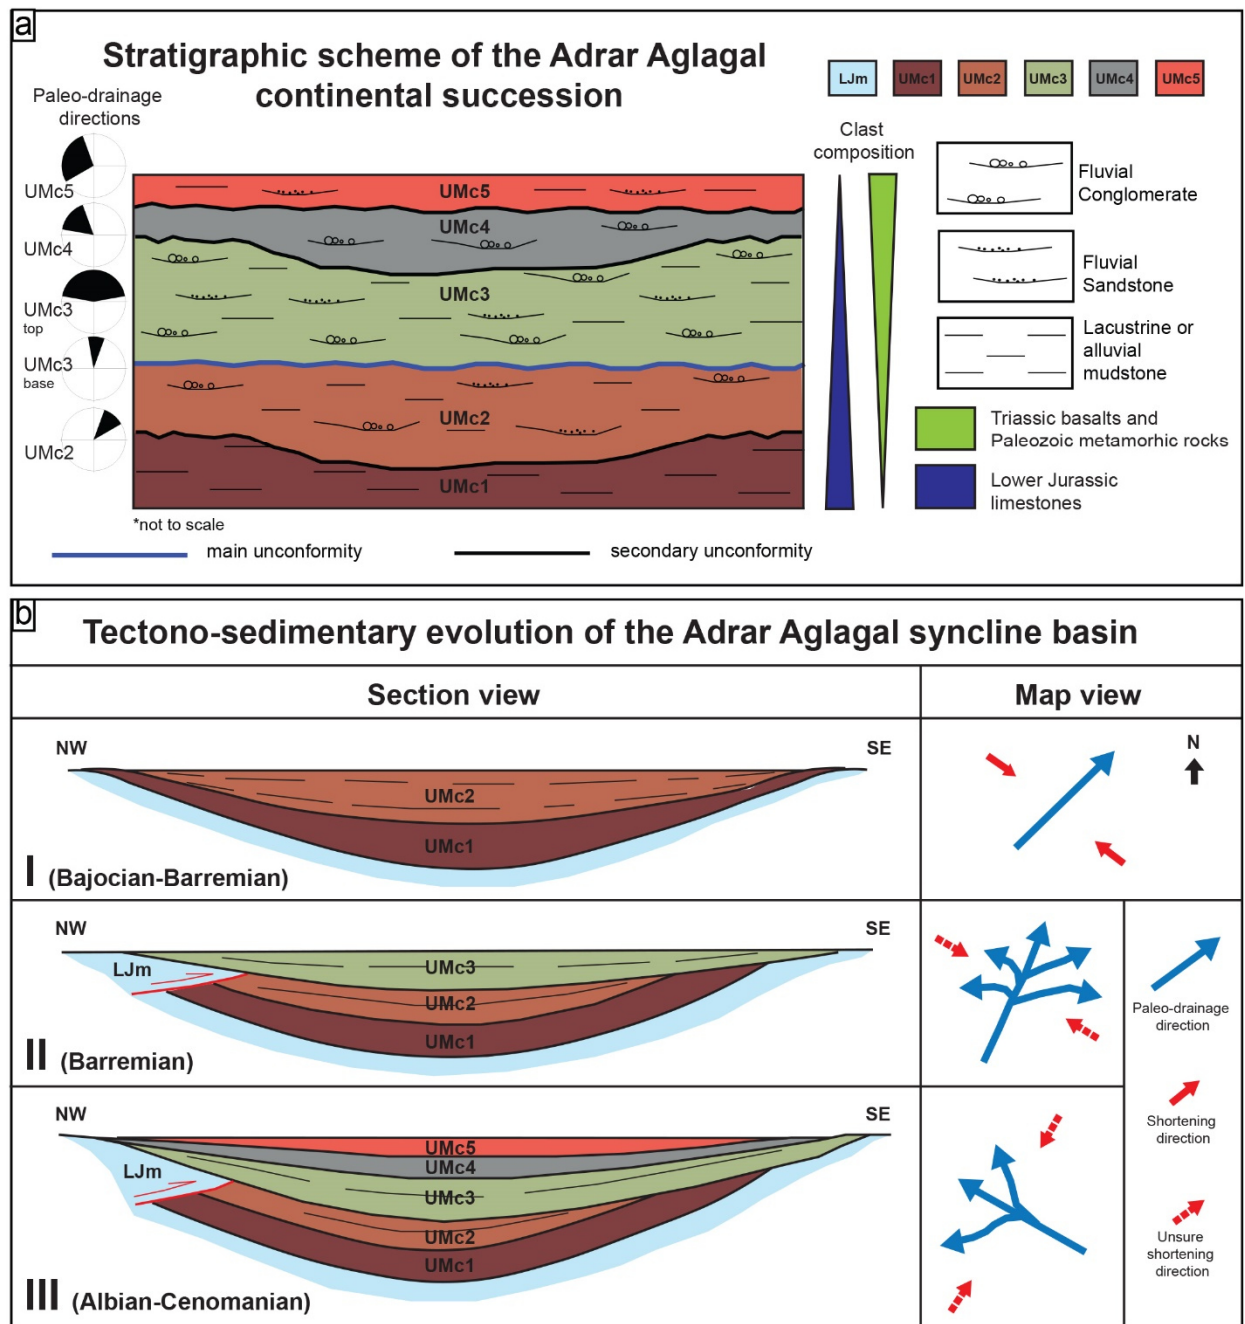 a
Stratigraphic scheme of the Adrar Aglagal
continental succession
LJm
UMc1
UMc2
UMc3
UMc4
UMc5
Paleo-drainage
directions
UMc5
UMc4
UMc3
top
UMc3
base
UMc2
UMc5
UMc4
UMc3
UMc2
UMc1
*not to scale
Clast
composition
Fluvial
Conglomerate
Fluvial
Sandstone
Lacustrine or
alluvial
mudstone
Triassic basalts and
Paleozoic metamorhic rocks
Lower Jurassic
limestones
main unconformity
secondary unconformity
b
Tectono-sedimentary evolution of the Adrar Aglagal syncline basin
Section view
Map view
NW
SE
UMc2
UMc1
I (Bajocian-Barremian)
N
NW
SE
LJm
UMc3
UMc2
UMc1
II (Barremian)
NW
SE
LJm
UMc5
UMc4
UMc3
UMc2
UMc1
III (Albian-Cenomanian)
Paleo-drainage
direction
Shortening
direction
Unsure
shortening
direction